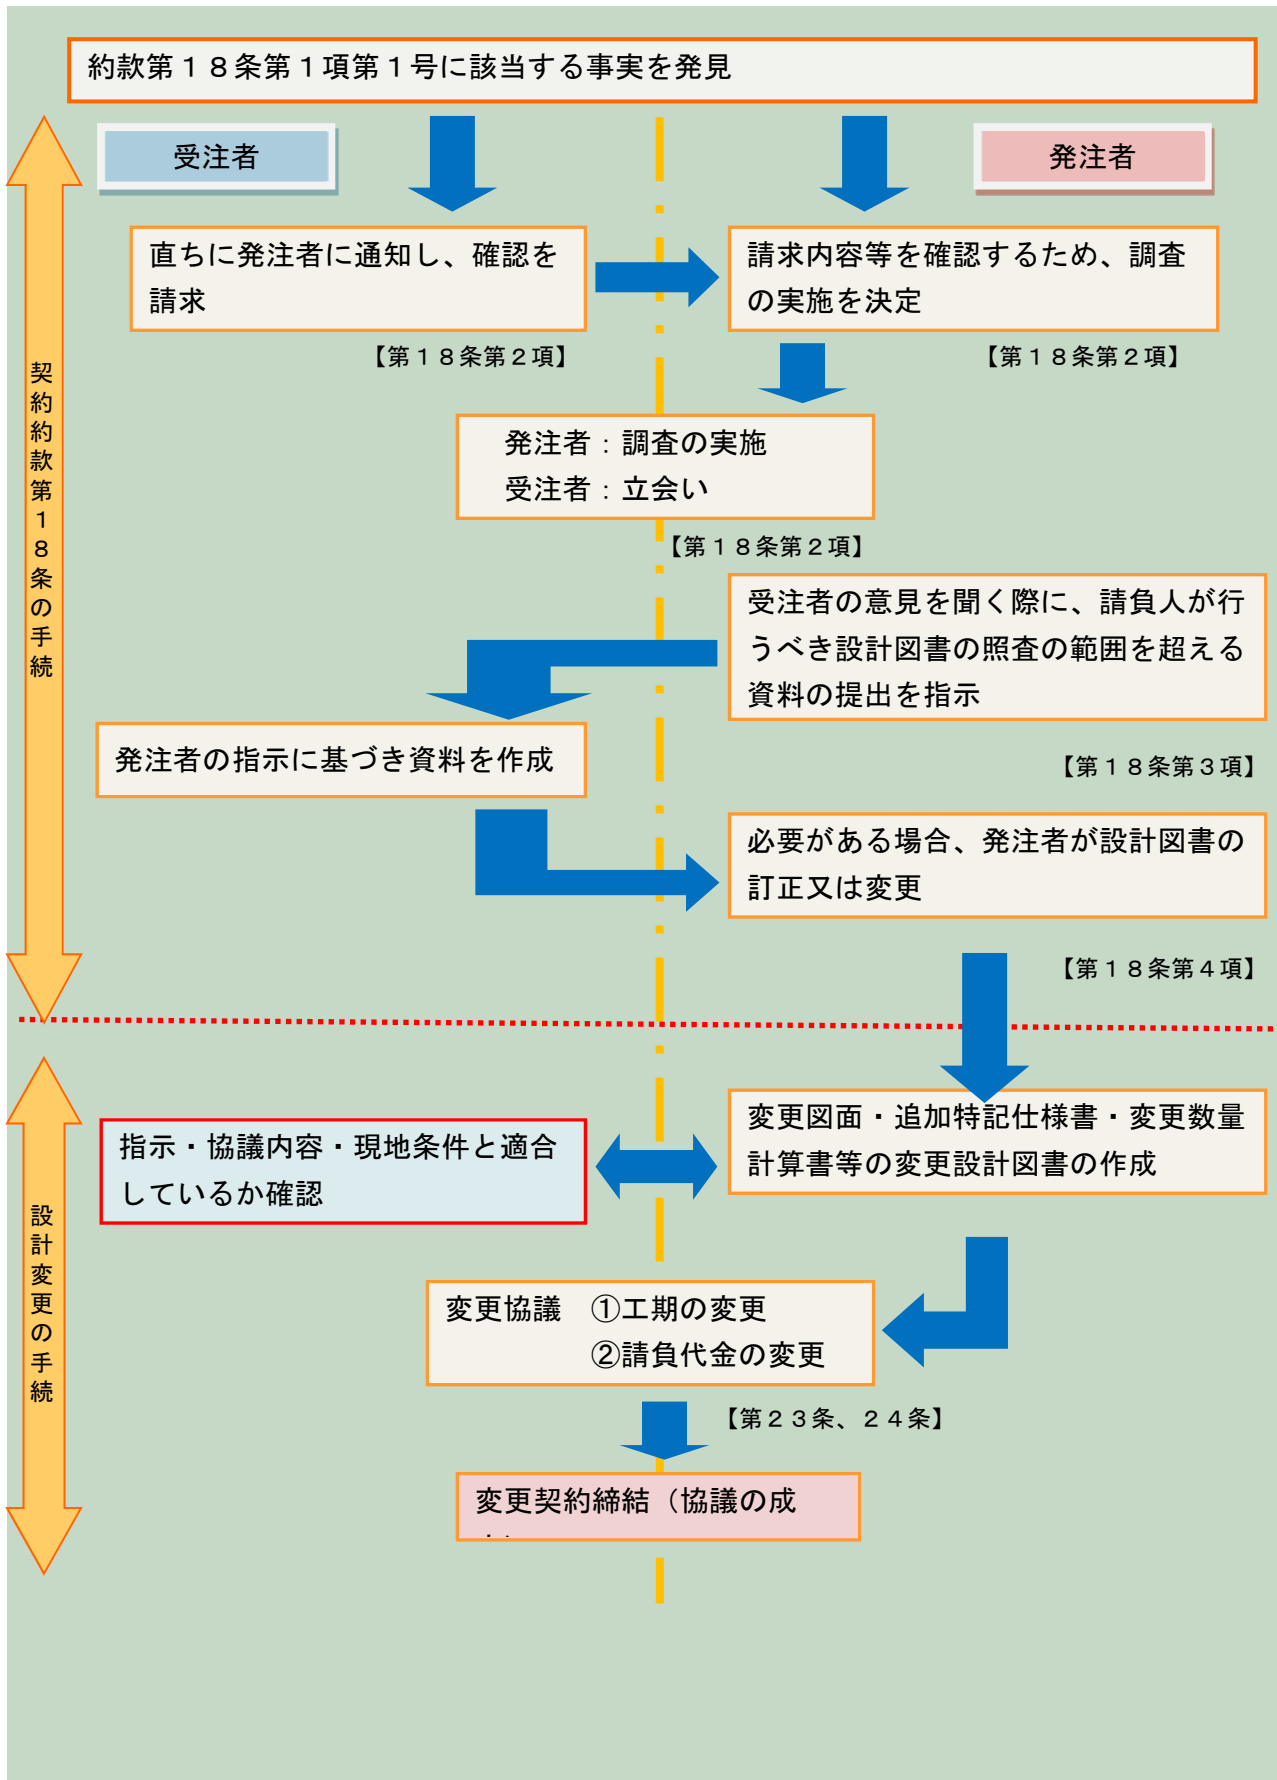 約款第１８条第１項第１号に該当する事実を発見
受注者
発注者
直ちに発注者に通知し、確認を
請求
請求内容等を確認するため、調査
の実施を決定
【第１８条第２項】
【第１８条第２項】
発注者：調査の実施
受注者：立会い
【第１８条第２項】
契約約款第１８条の手続
受注者の意見を聞く際に、請負人が行
うべき設計図書の照査の範囲を超える
資料の提出を指示
発注者の指示に基づき資料を作成
【第１８条第３項】
必要がある場合、発注者が設計図書の
訂正又は変更
【第１８条第４項】
変更図面・追加特記仕様書・変更数量
計算書等の変更設計図書の作成
指示・協議内容・現地条件と適合
しているか確認
設計変更の手続
変更協議　①工期の変更
②請負代金の変更
【第２３条、２４条】
変更契約締結（協議の成